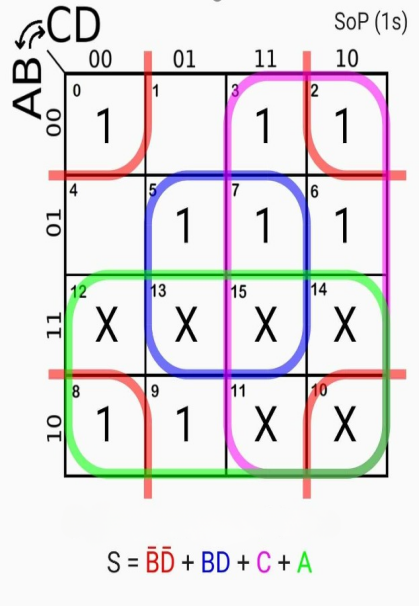 CD
SoP (1s)
AB
00 01 11 10
00
0 1 3 2
1 1 1
01
4 5 7 6
1 1 1
11
12 13 15 14
X X X X
10
8 9 11 10
1 1 X X
S = B̄D̄ + BD + C + A